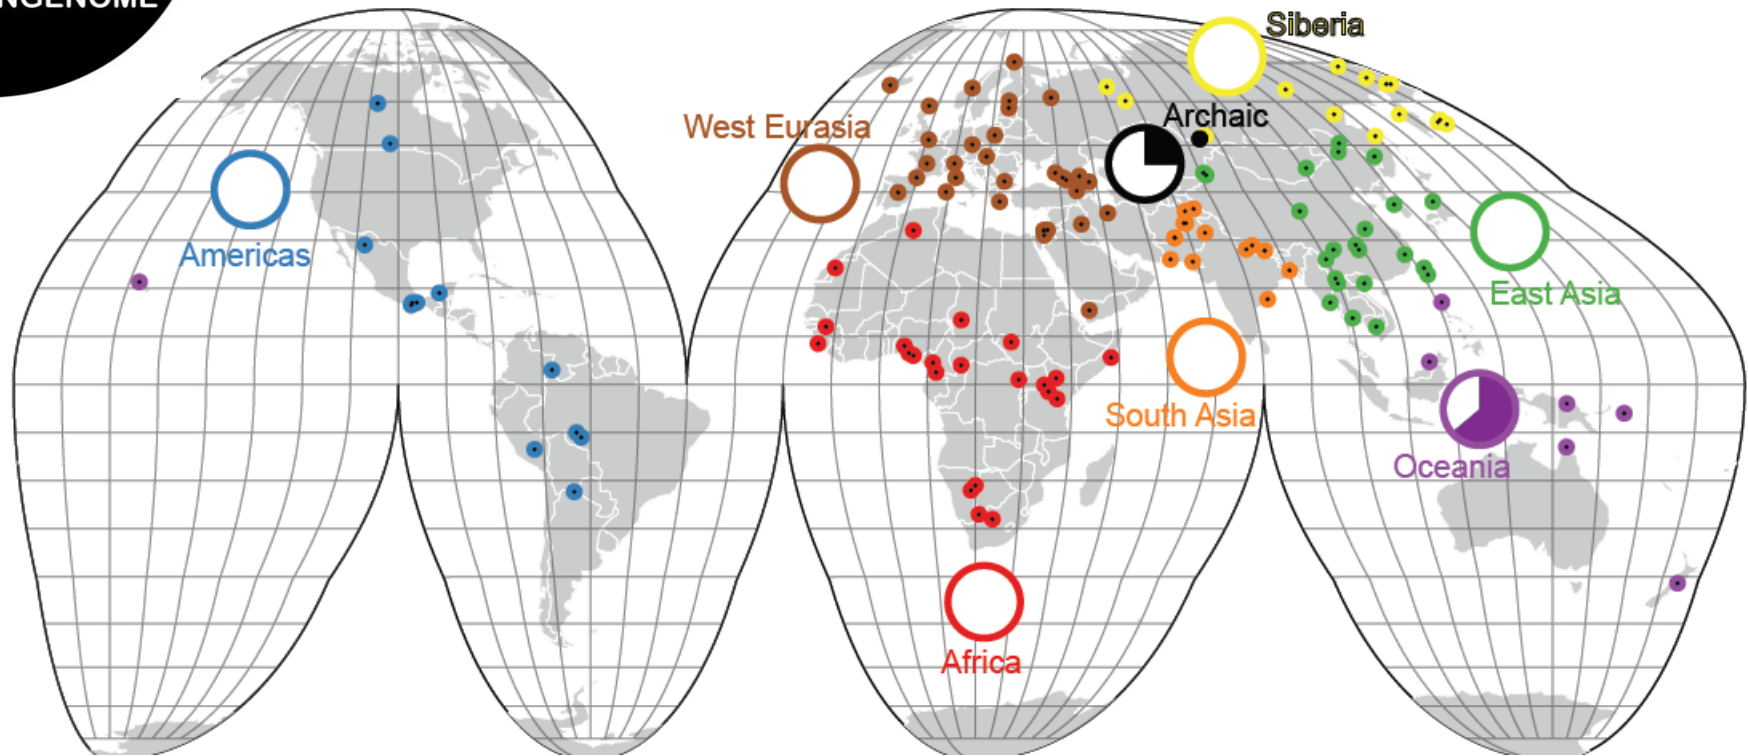 Siberia
Archaic
West Eurasia
Americas
East Asia
South Asia
Oceania
Africa